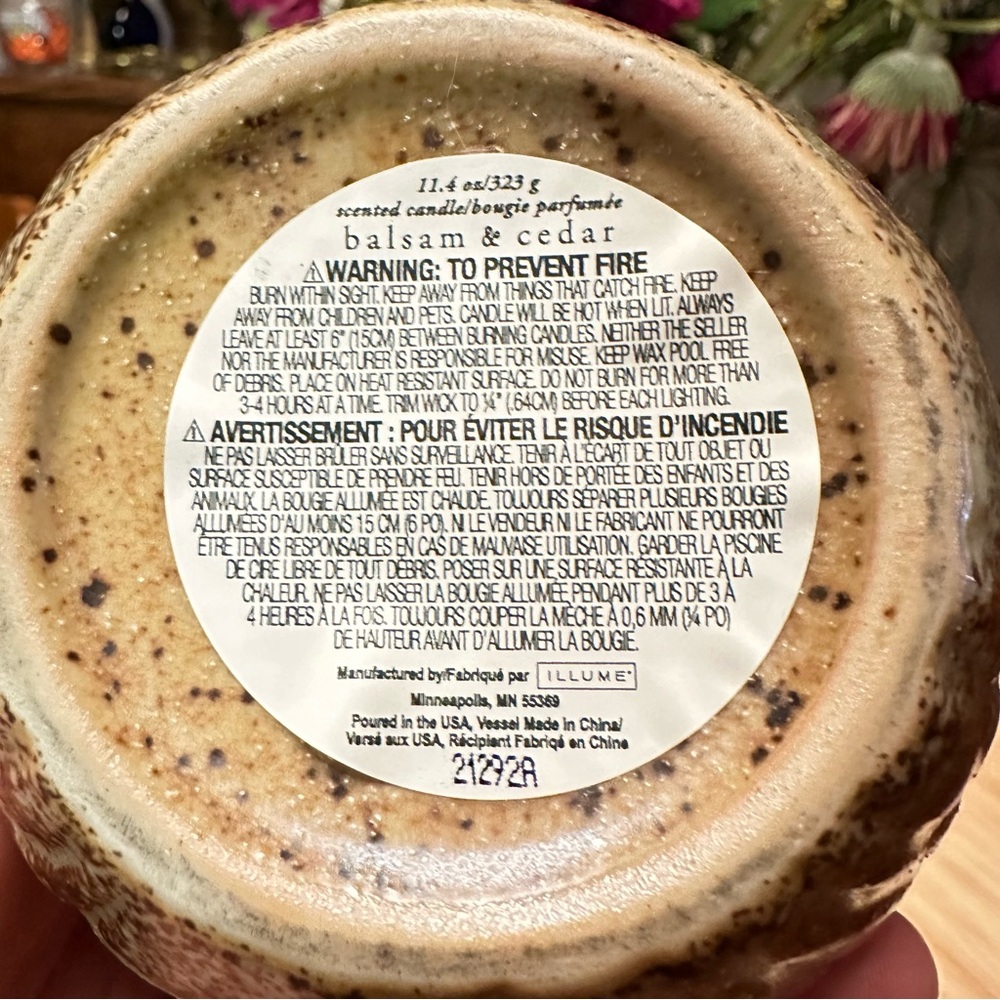 11.4 oz/323 g
scented candle/bougie parfumée
balsam & cedar
⚠ WARNING: TO PREVENT FIRE
BURN WITHIN SIGHT. KEEP AWAY FROM THINGS THAT CATCH FIRE. KEEP
AWAY FROM CHILDREN AND PETS. CANDLE WILL BE HOT WHEN LIT. ALWAYS
LEAVE AT LEAST 6" (15CM) BETWEEN BURNING CANDLES. NEITHER THE SELLER
NOR THE MANUFACTURER IS RESPONSIBLE FOR MISUSE. KEEP WAX POOL FREE
OF DEBRIS. PLACE ON HEAT RESISTANT SURFACE. DO NOT BURN FOR MORE THAN
3-4 HOURS AT A TIME. TRIM WICK TO ¼" (.64CM) BEFORE EACH LIGHTING.
⚠ AVERTISSEMENT : POUR ÉVITER LE RISQUE D'INCENDIE
NE PAS LAISSER BRÛLER SANS SURVEILLANCE. TENIR À L'ÉCART DE TOUT OBJET OU
SURFACE SUSCEPTIBLE DE PRENDRE FEU. TENIR HORS DE PORTÉE DES ENFANTS ET DES
ANIMAUX. LA BOUGIE ALLUMÉE EST CHAUDE. TOUJOURS SÉPARER PLUSIEURS BOUGIES
ALLUMÉES D'AU MOINS 15 CM (6 PO). NI LE VENDEUR NI LE FABRICANT NE POURRONT
ÊTRE TENUS RESPONSABLES EN CAS DE MAUVAISE UTILISATION. GARDER LA PISCINE
DE CIRE LIBRE DE TOUT DÉBRIS. POSER SUR UNE SURFACE RÉSISTANTE À LA
CHALEUR. NE PAS LAISSER LA BOUGIE ALLUMÉE PENDANT PLUS DE 3 À
4 HEURES À LA FOIS. TOUJOURS COUPER LA MÈCHE À 0,6 MM (¼ PO)
DE HAUTEUR AVANT D'ALLUMER LA BOUGIE.
Manufactured by/Fabriqué par ILLUME®
Minneapolis, MN 55369
Poured in the USA, Vessel Made in China/
Versé aux USA, Récipient Fabriqé en Chine
21292A